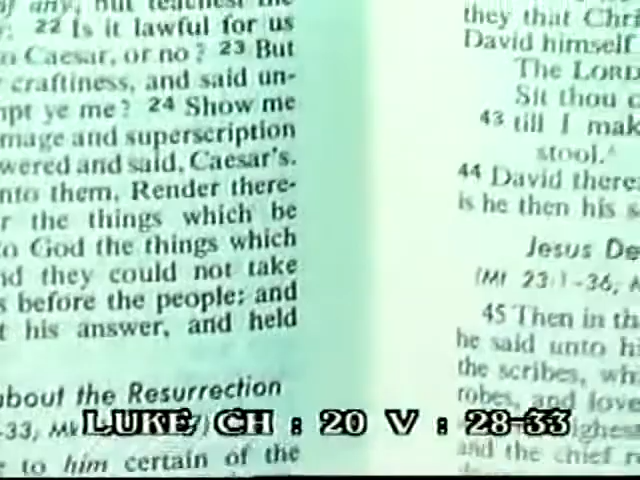 of any, but teachest the
22 Is it lawful for us
Caesar, or no? 23 But
craftiness, and said un-
mpt ye me? 24 Show me
mage and superscription
wered and said, Caesar's.
nto them, Render there-
r the things which be
o God the things which
nd they could not take
s before the people: and
t his answer, and held
about the Resurrection
-33; Mk
e to him certain of the
they that Chri
David himself
The LORD
Sit thou o
43 till I mak
stool.
44 David there
is he then his s
Jesus De
(Mt 23:1-36;
45 Then in th
he said unto hi
the scribes, whi
robes, and love
ighest
and the chief r
LUKE CH : 20 V : 28-33